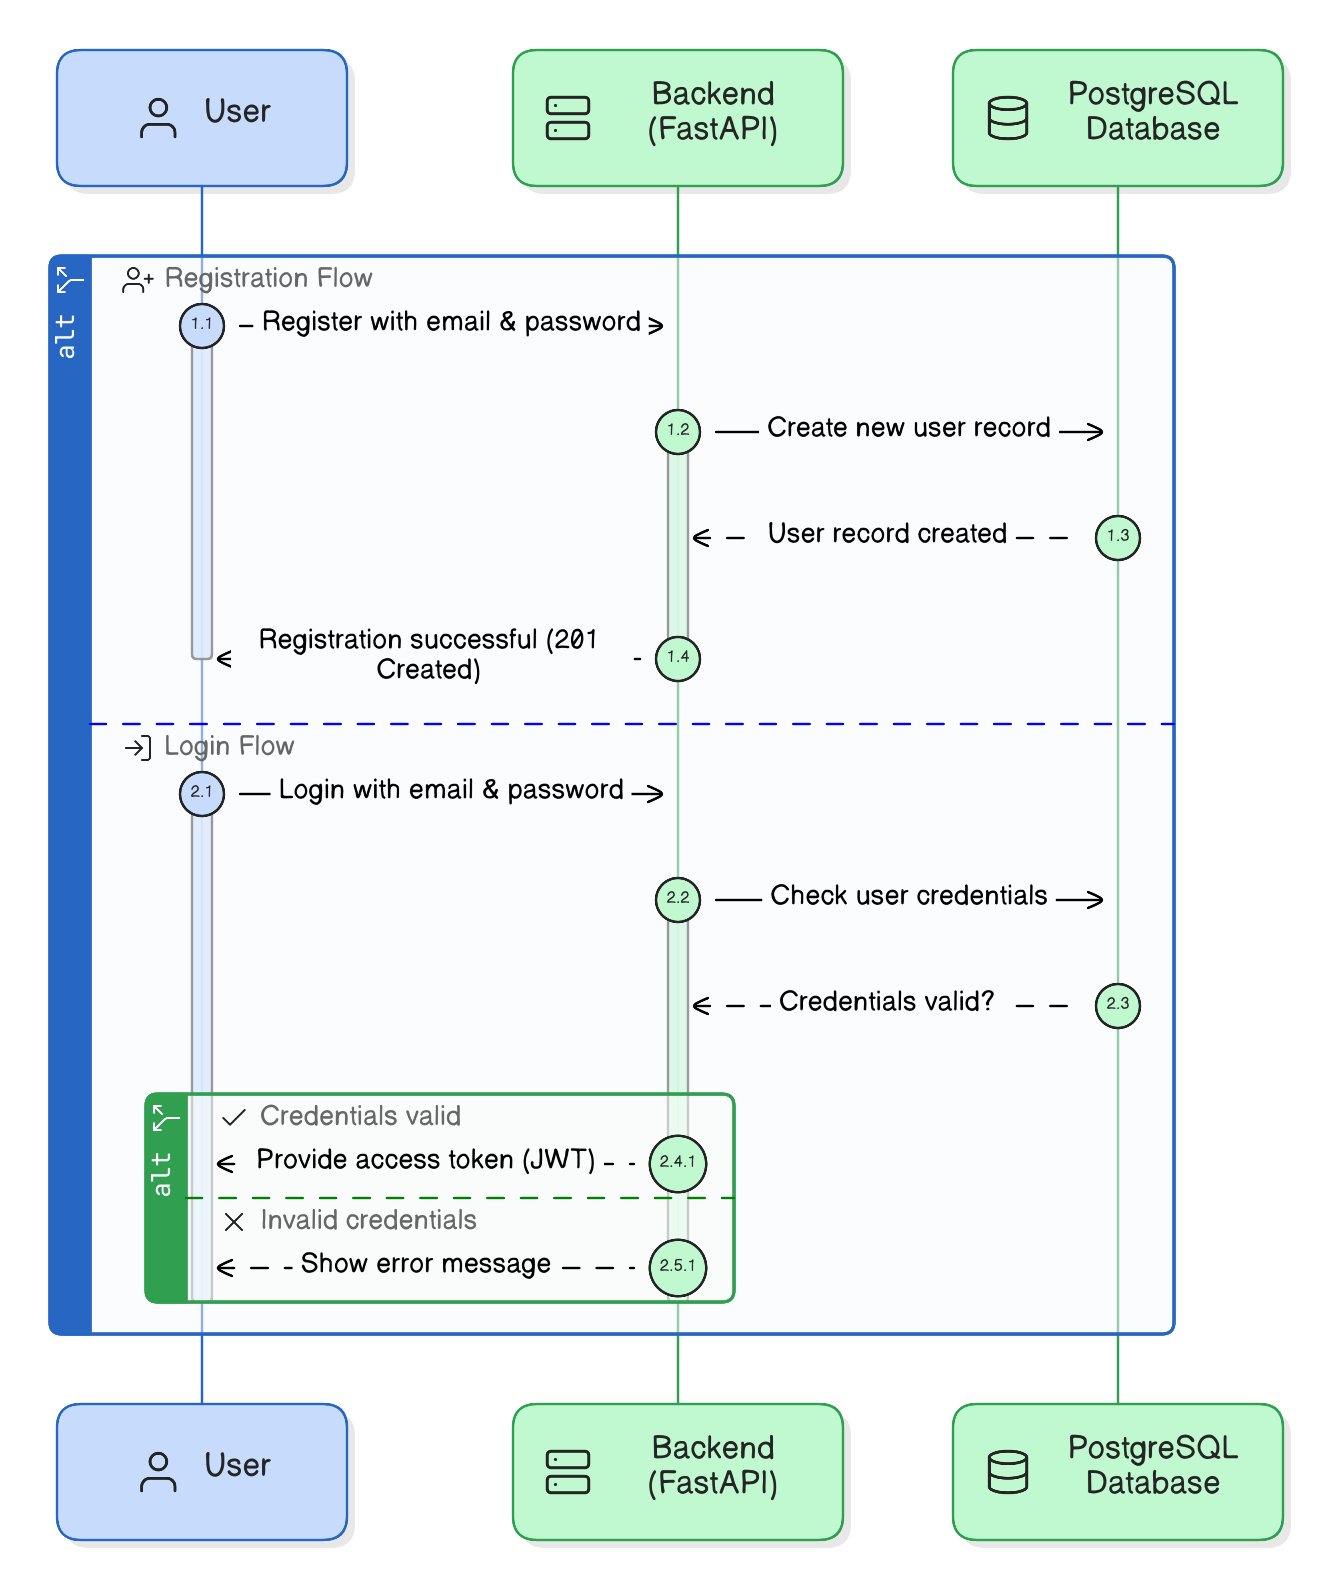 User
Backend
(FastAPI)
PostgreSQL
Database
alt
Registration Flow
1.1
Register with email & password
1.2
Create new user record
User record created
1.3
Registration successful (201
Created)
1.4
Login Flow
2.1
Login with email & password
2.2
Check user credentials
Credentials valid?
2.3
alt
Credentials valid
Provide access token (JWT)
2.4.1
Invalid credentials
Show error message
2.5.1
User
Backend
(FastAPI)
PostgreSQL
Database